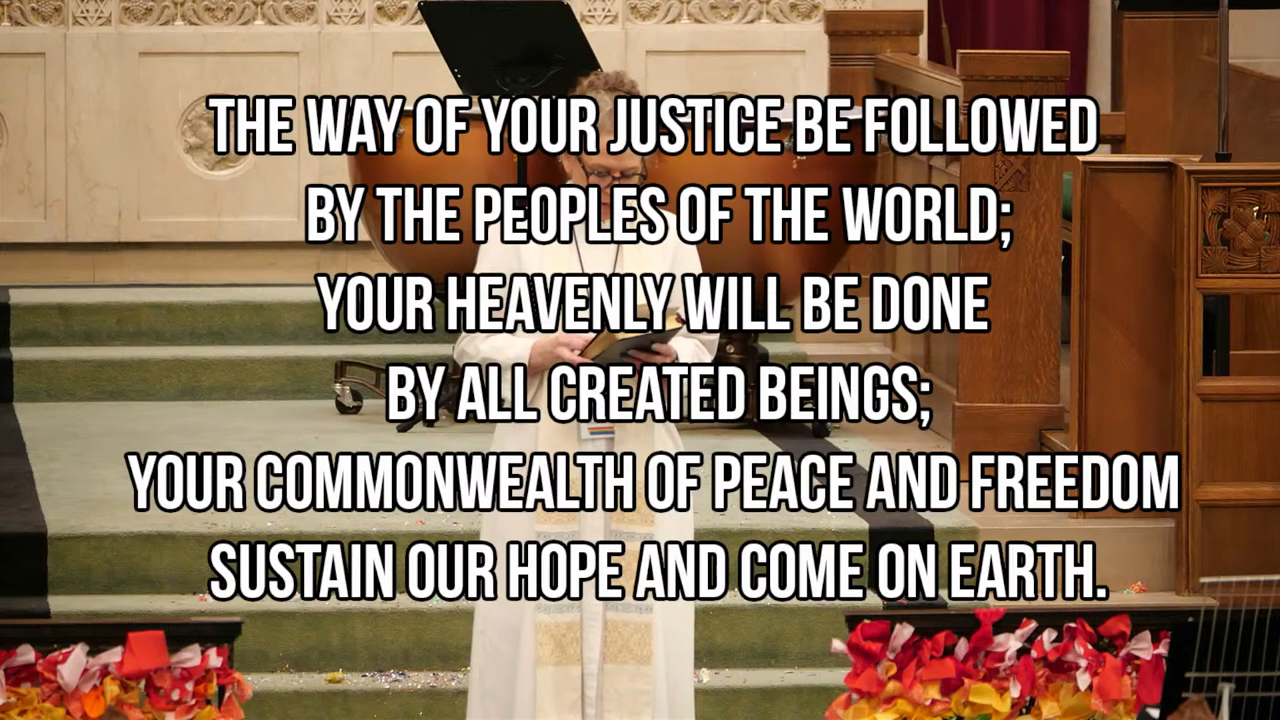 THE WAY OF YOUR JUSTICE BE FOLLOWED
BY THE PEOPLES OF THE WORLD;
YOUR HEAVENLY WILL BE DONE
BY ALL CREATED BEINGS;
YOUR COMMONWEALTH OF PEACE AND FREEDOM
SUSTAIN OUR HOPE AND COME ON EARTH.